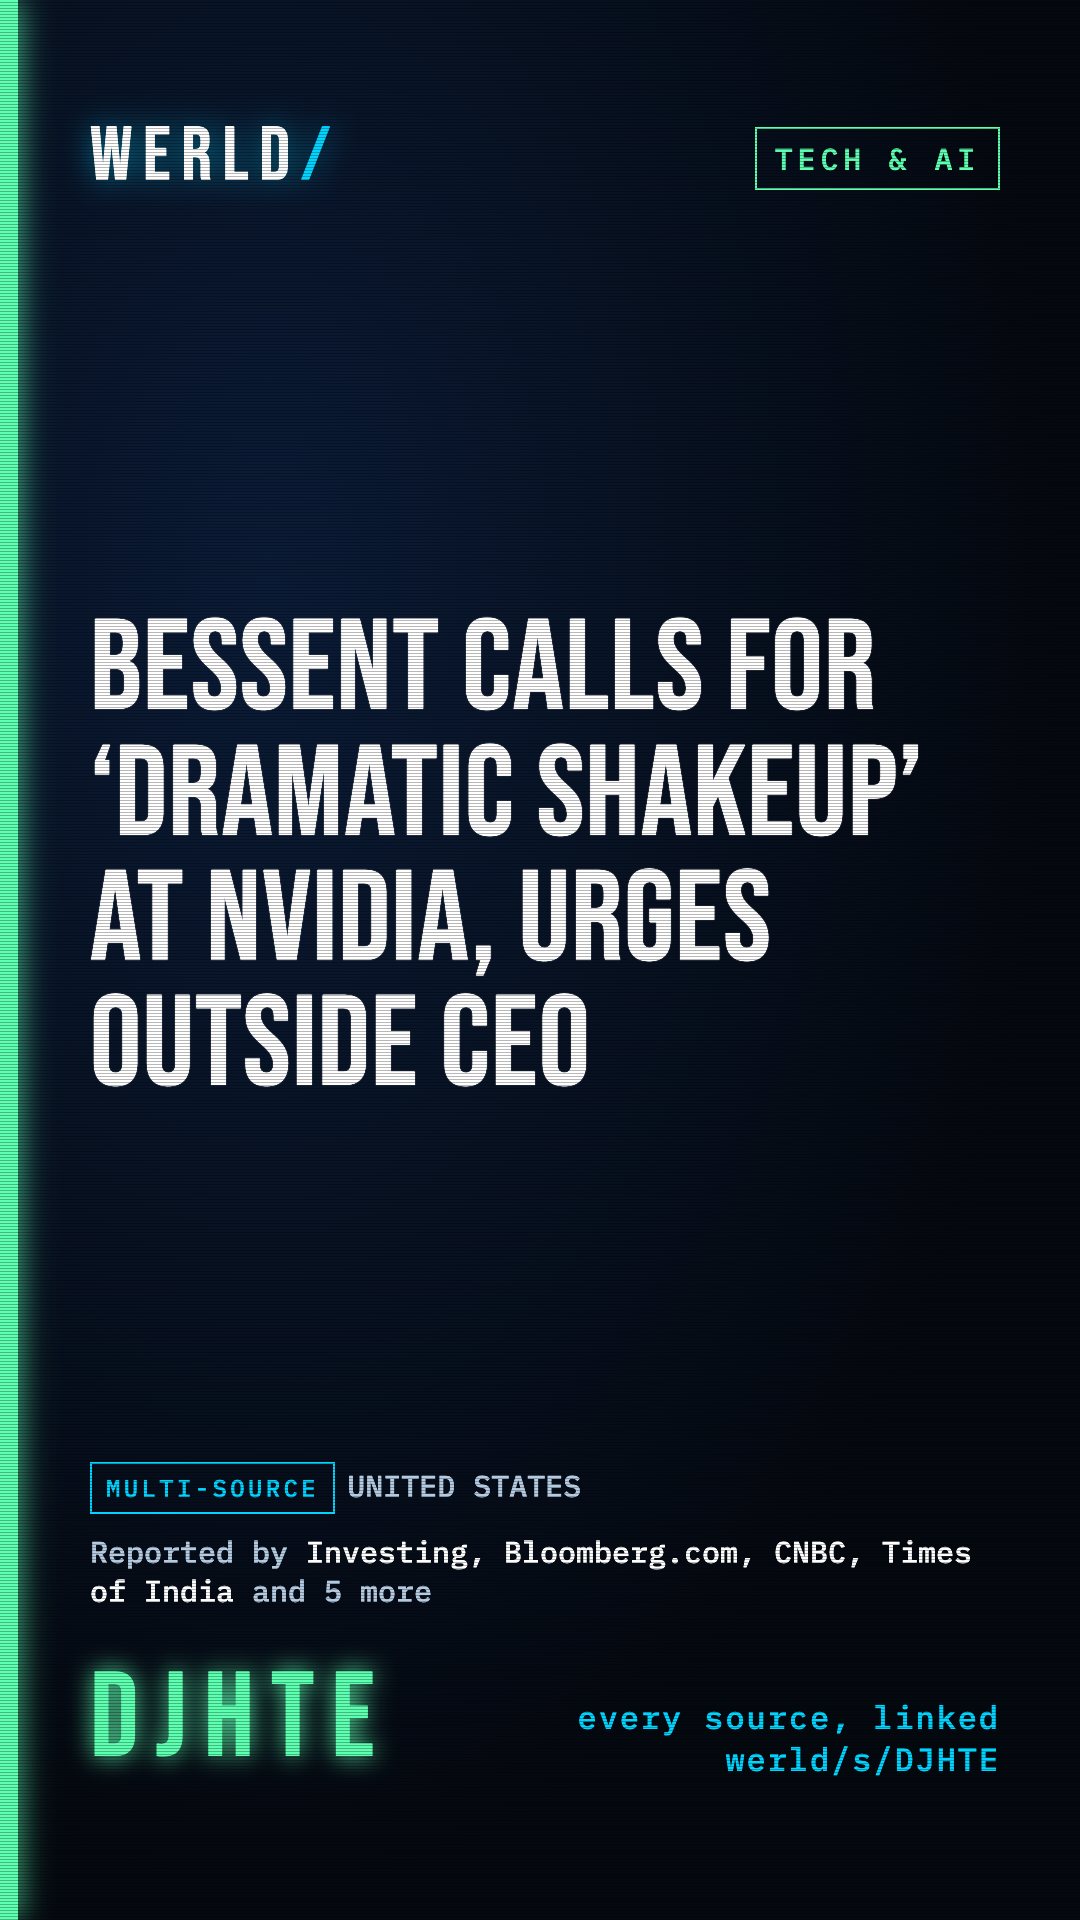 WERLD/
TECH & AI
BESSENT CALLS FOR
‘DRAMATIC SHAKEUP’
AT NVIDIA, URGES
OUTSIDE CEO
MULTI-SOURCE UNITED STATES
Reported by Investing, Bloomberg.com, CNBC, Times
of India and 5 more
DJHTE
every source, linked
werld/s/DJHTE